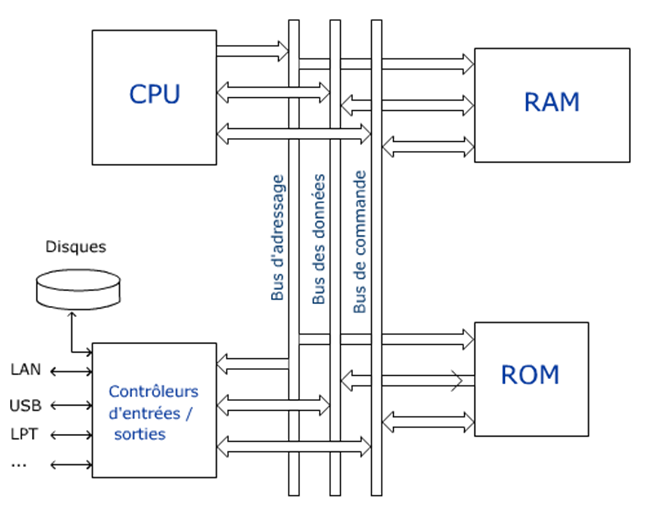 CPU
RAM
Bus d'adressage
Bus des données
Bus de commande
Disques
LAN
USB
LPT
...
Contrôleurs
d'entrées /
sorties
ROM